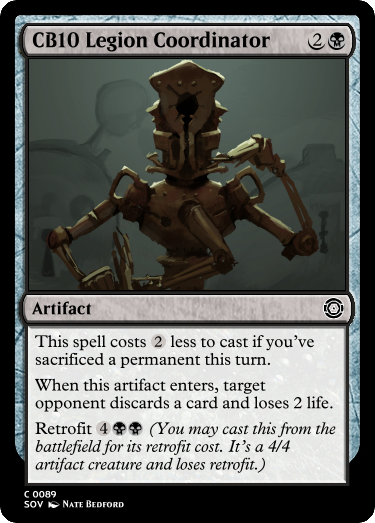 CB10 Legion Coordinator 2
Artifact
This spell costs 2 less to cast if you've
sacrificed a permanent this turn.
When this artifact enters, target
opponent discards a card and loses 2 life.
Retrofit 4 (You may cast this from the
battlefield for its retrofit cost. It's a 4/4
artifact creature and loses retrofit.)
C 0089
SOV Nate Bedford